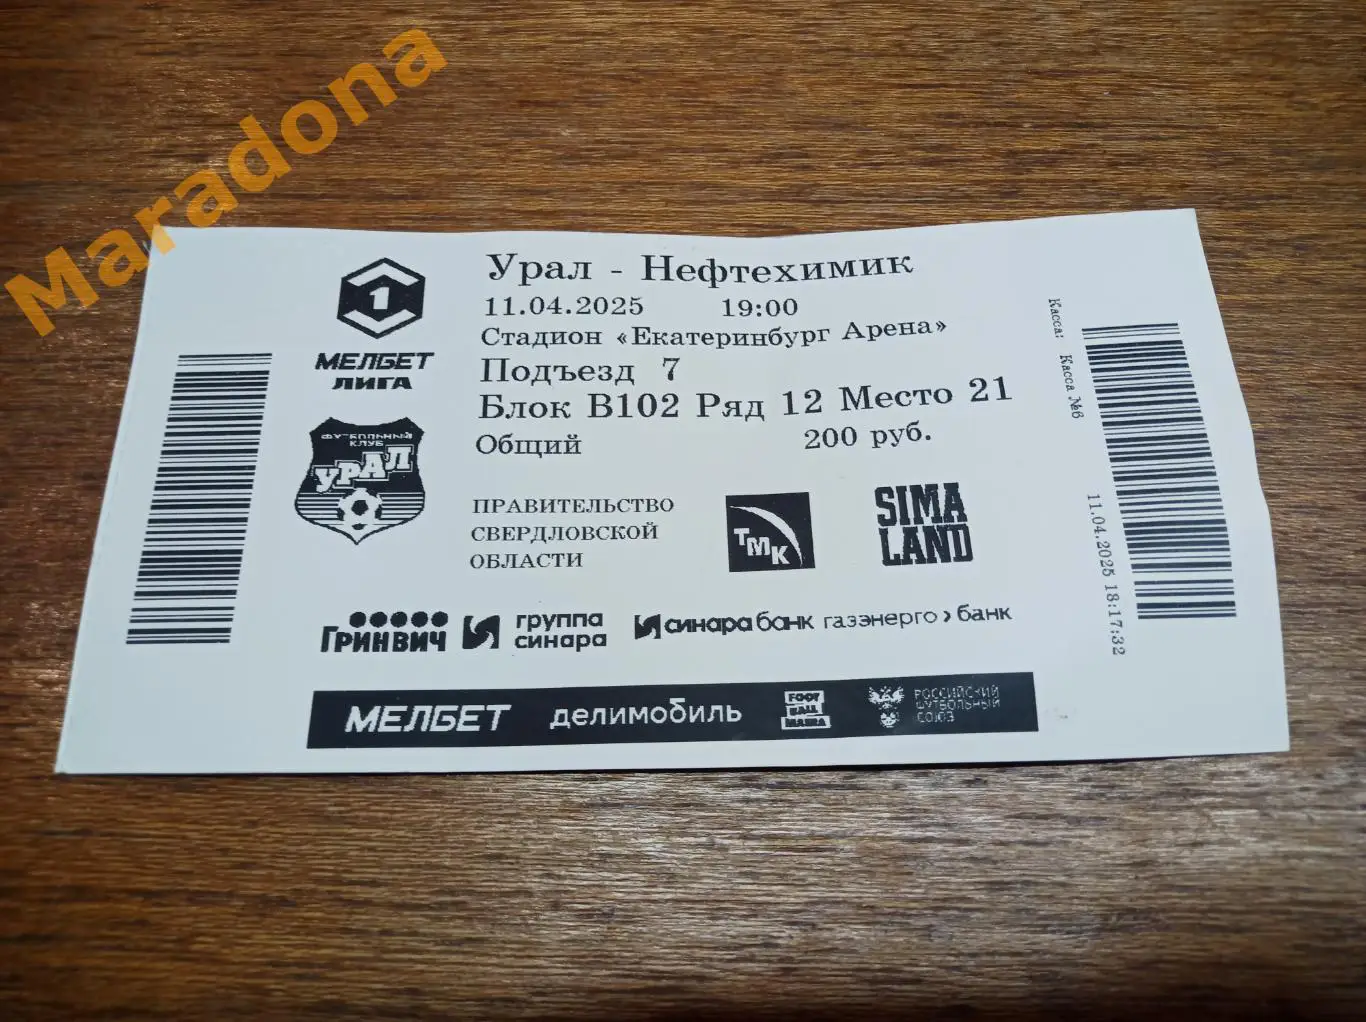 Maradona
1
МЕЛБЕТ
ЛИГА
ФУТБОЛЬНЫЙ
КЛУБ
УРАЛ
Урал - Нефтехимик
11.04.2025 19:00
Стадион «Екатеринбург Арена»
Подъезд 7
Блок B102 Ряд 12 Место 21
Общий 200 руб.
ПРАВИТЕЛЬСТВО
СВЕРДЛОВСКОЙ
ОБЛАСТИ
ТМК
SIMA
LAND
ГРИНВИЧ
группа
синара
синара банк
газэнерго банк
МЕЛБЕТ
делимобиль
FOOT
BALL
MANIA
РОССИЙСКИЙ
ФУТБОЛЬНЫЙ
СОЮЗ
Касса: Касса №6
11.04.2025 18:17:32